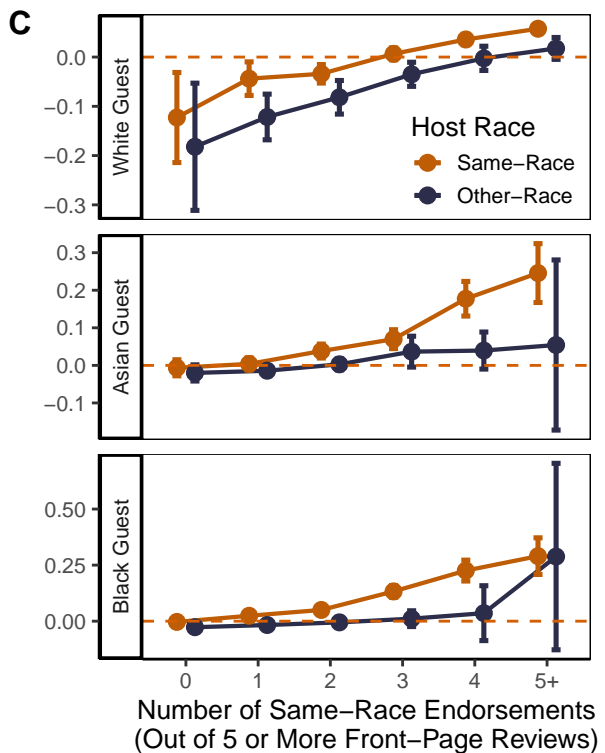 C
White Guest
0.0
−0.1
−0.2
−0.3
Host Race
Same−Race
Other−Race
Asian Guest
0.3
0.2
0.1
0.0
−0.1
Black Guest
0.50
0.25
0.00
0 1 2 3 4 5+
Number of Same−Race Endorsements
(Out of 5 or More Front−Page Reviews)